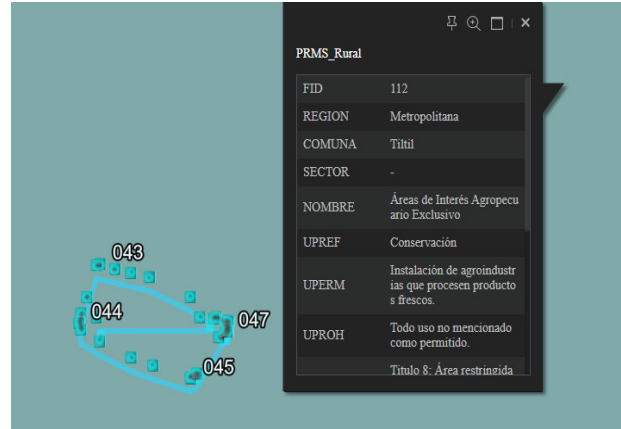 PRMS_Rural
FID 112
REGION Metropolitana
COMUNA Tiltil
SECTOR -
NOMBRE Áreas de Interés Agropecu
ario Exclusivo
UPREF Conservación
UPERM Instalación de agroindustr
ias que procesen producto
s frescos.
UPROH Todo uso no mencionado
como permitido.
Titulo 8: Área restringida
043
044
047
045